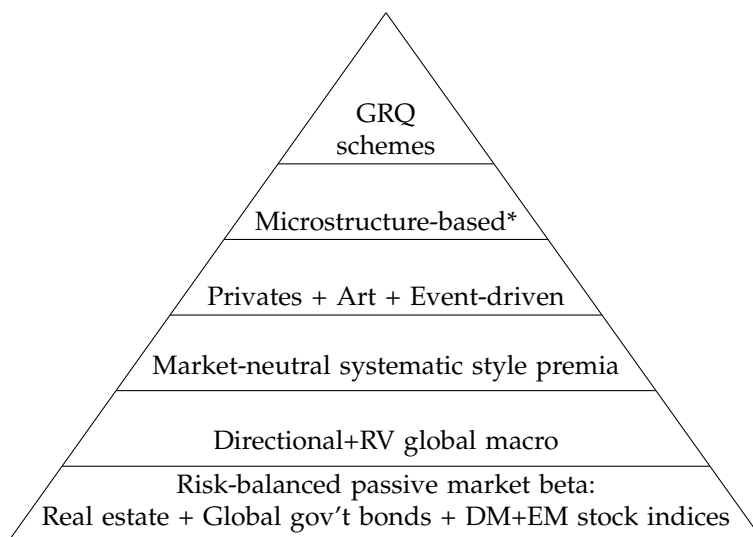 GRQ
schemes
Microstructure-based*
Privates + Art + Event-driven
Market-neutral systematic style premia
Directional+RV global macro
Risk-balanced passive market beta:
Real estate + Global gov't bonds + DM+EM stock indices